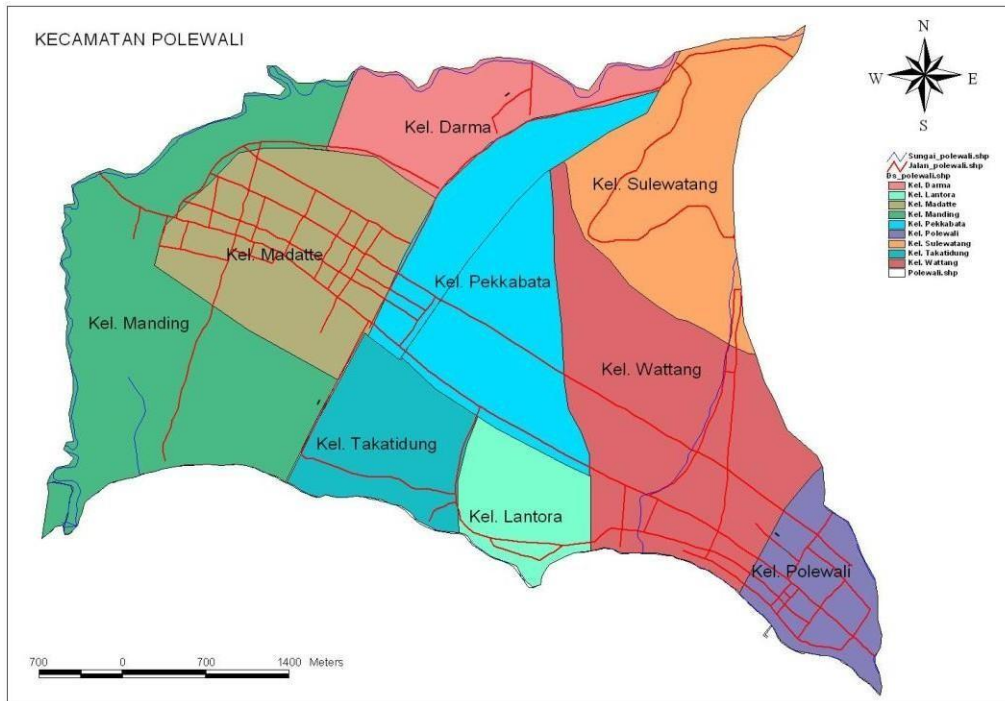 KECAMATAN POLEWALI
N
W E
S
Sungai_polewali.shp
Jalan_polewali.shp
Ds_polewali.shp
Kel. Darma
Kel. Lantora
Kel. Madatte
Kel. Manding
Kel. Pekkabata
Kel. Polewali
Kel. Sulewatang
Kel. Takatidung
Kel. Wattang
Polewali.shp
Kel. Darma
Kel. Sulewatang
Kel. Madatte
Kel. Pekkabata
Kel. Manding
Kel. Wattang
Kel. Takatidung
Kel. Lantora
Kel. Polewali
700 0 700 1400 Meters